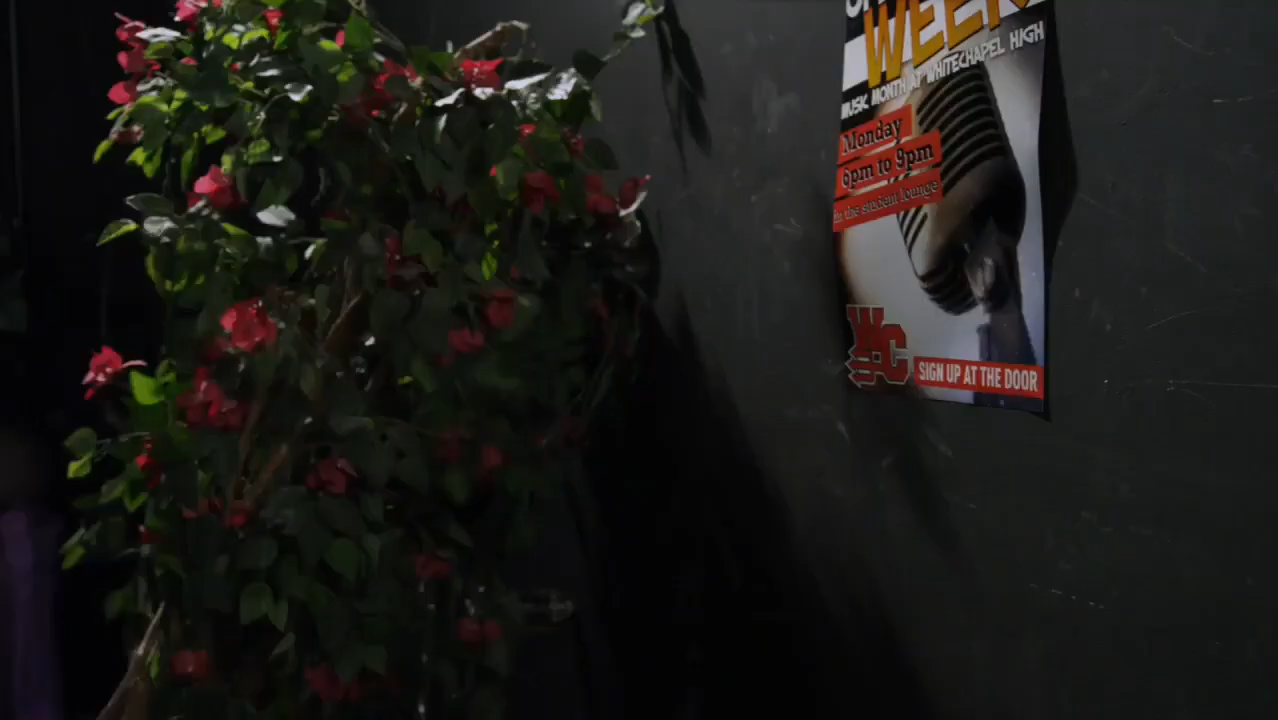 WEEK
MUSIC MONTH AT WHITECHAPEL HIGH
Monday
6pm to 9pm
in the student lounge
WC
SIGN UP AT THE DOOR